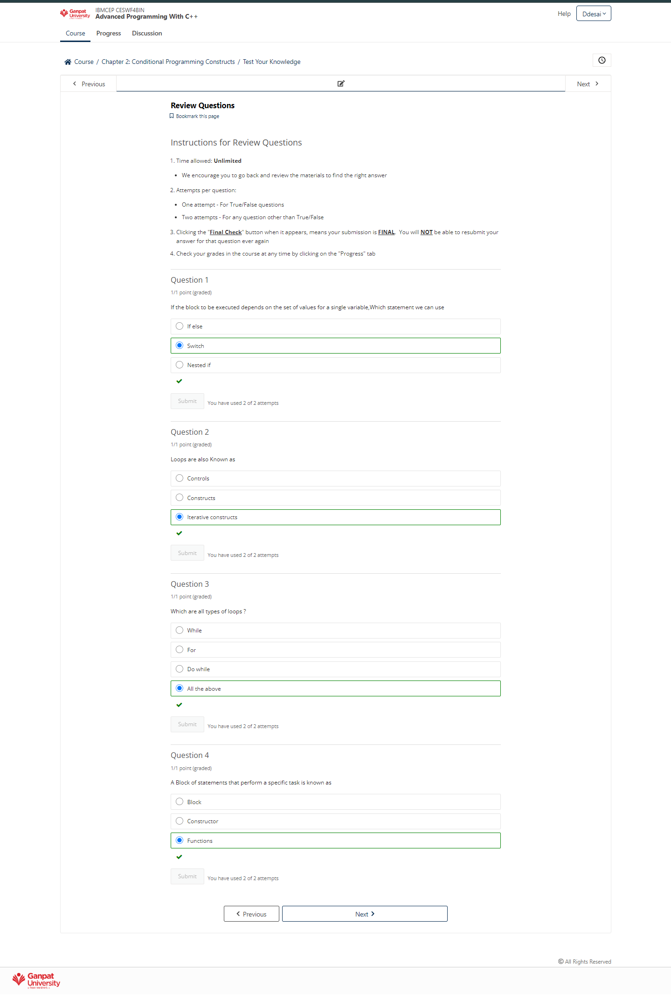 Ganpat University
IBMCEP CESWF4BIN
Advanced Programming With C++
Help
Ddesai
Course
Progress
Discussion
Course / Chapter 2: Conditional Programming Constructs / Test Your Knowledge
Previous
Next
Review Questions
Bookmark this page
Instructions for Review Questions
1. Time allowed: Unlimited
• We encourage you to go back and review the materials to find the right answer
2. Attempts per question:
• One attempt - For True/False questions
• Two attempts - For any question other than True/False
3. Clicking the "Final Check" button when it appears, means your submission is FINAL.  You will NOT be able to resubmit your
answer for that question ever again
4. Check your grades in the course at any time by clicking on the "Progress" tab
Question 1
1/1 point (graded)
If the block to be executed depends on the set of values for a single variable,Which statement we can use
If else
Switch
Nested if
Submit
You have used 2 of 2 attempts
Question 2
1/1 point (graded)
Loops are also Known as
Controls
Constructs
Iterative constructs
Submit
You have used 2 of 2 attempts
Question 3
1/1 point (graded)
Which are all types of loops ?
While
For
Do while
All the above
Submit
You have used 2 of 2 attempts
Question 4
1/1 point (graded)
A Block of statements that perform a specific task is known as
Block
Constructor
Functions
Submit
You have used 2 of 2 attempts
Previous
Next
© All Rights Reserved
Ganpat
University